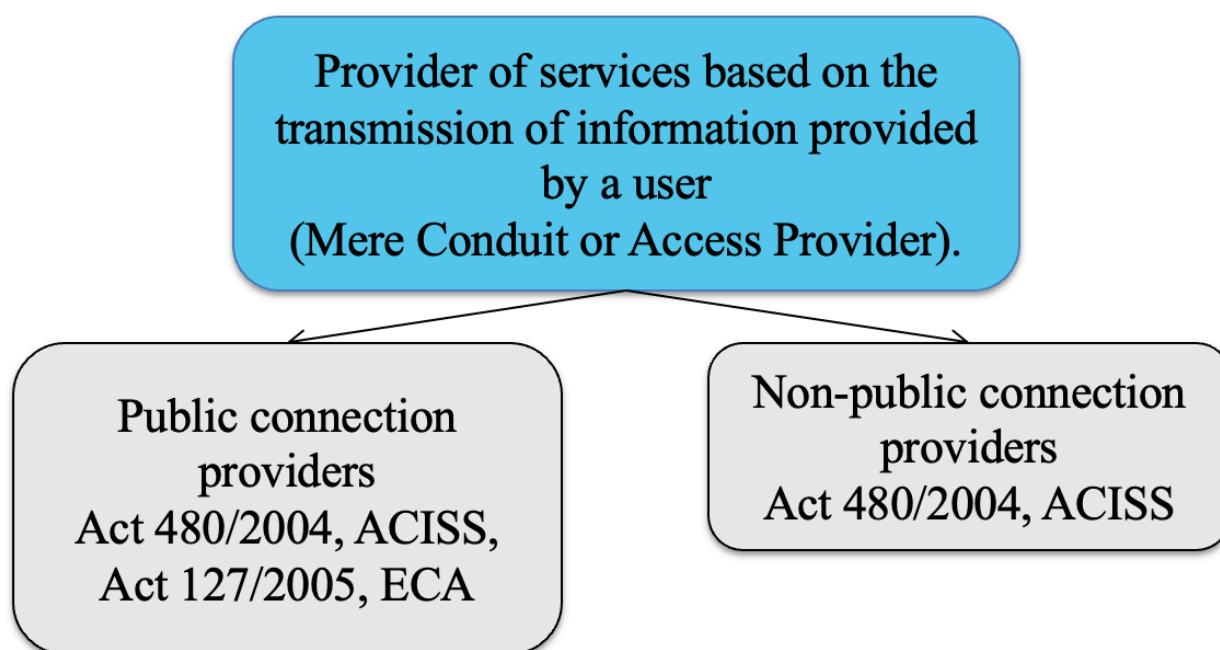 Provider of services based on the
transmission of information provided
by a user
(Mere Conduit or Access Provider).
Public connection
providers
Act 480/2004, ACISS,
Act 127/2005, ECA
Non-public connection
providers
Act 480/2004, ACISS